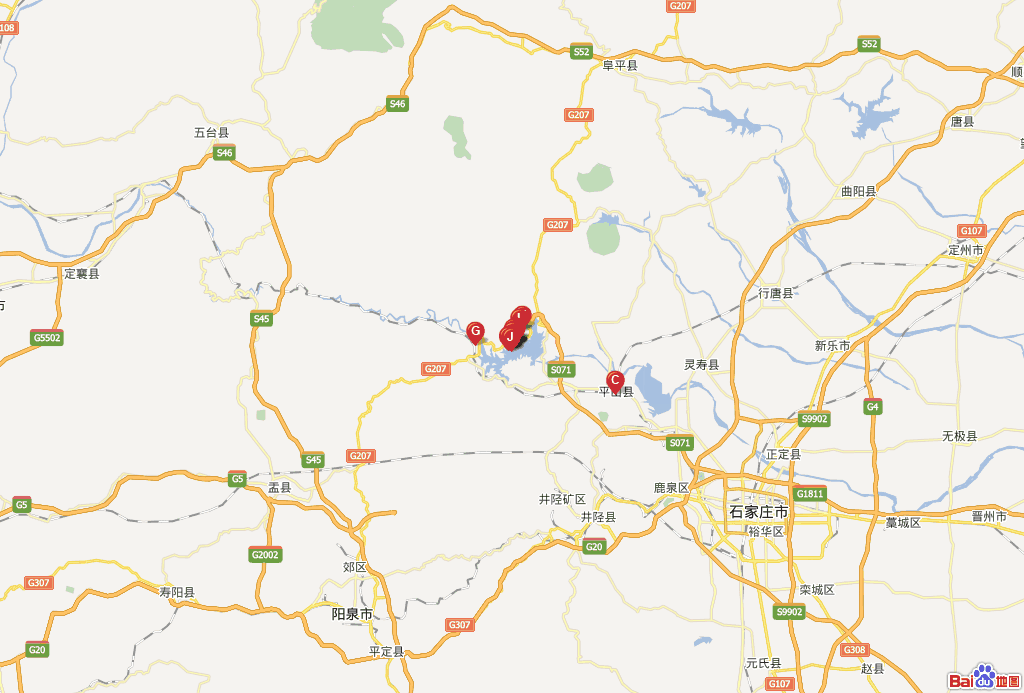 G207
108
S52
S52
阜平县
顺
S46
G207
唐县
五台县
S46
曲阳县
G207
G107
定州市
定襄县
行唐县
S45
G
J
G5502
新乐市
G207
S071
灵寿县
C
平山县
G4
S9902
无极县
S071
G207
S45
正定县
G5
盂县
鹿泉区
G1811
G5
井陉矿区
石家庄市
井陉县
晋州市
藁城区
裕华区
G20
G2002
郊区
G307
寿阳县
栾城区
阳泉市
S9902
G307
G20
平定县
G308
元氏县
赵县
G107
Bai du 地图